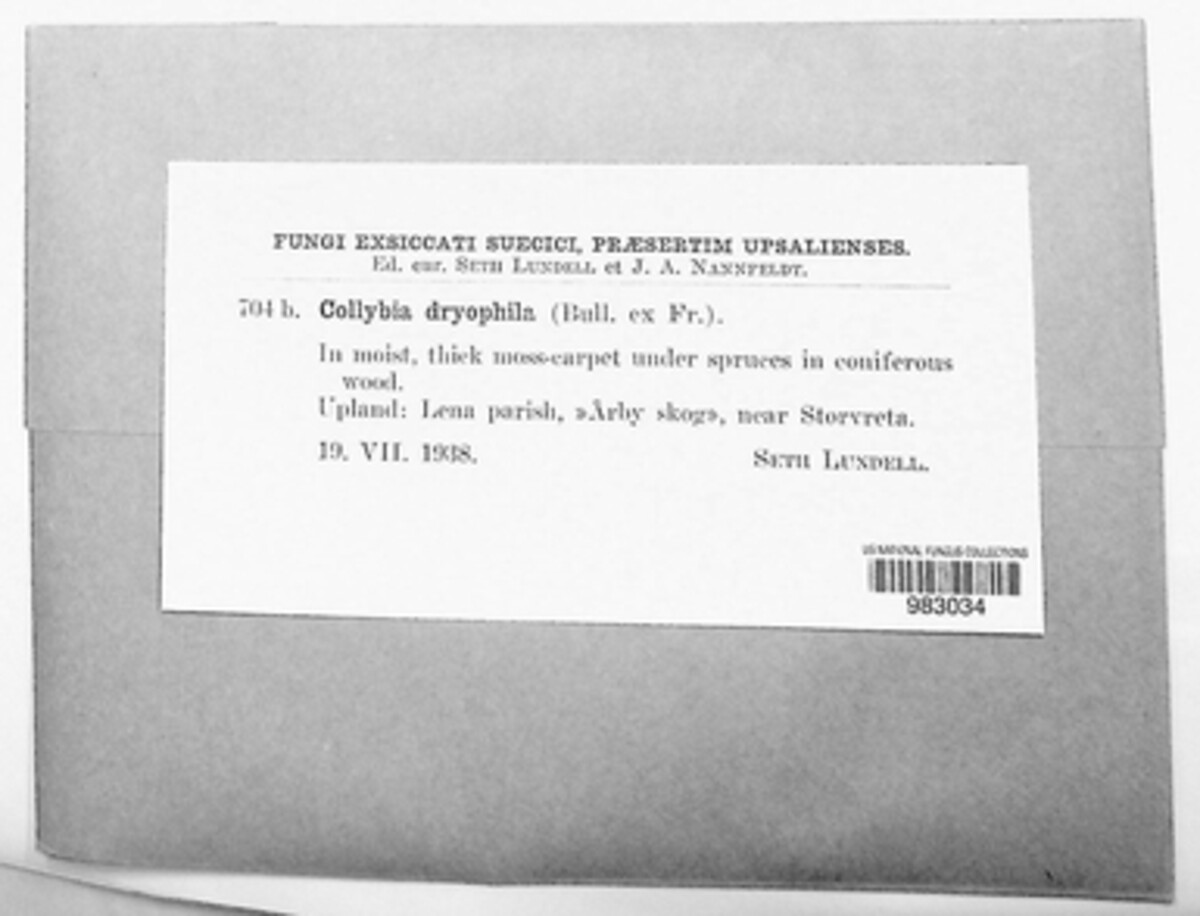 FUNGI EXSICCATI SUECICI, PRÆSERTIM UPSALIENSES.
Ed. cur. SETH LUNDELL et J. A. NANNFELDT.
704 b. Collybia dryophila (Bull. ex Fr.).
In moist, thick moss-carpet under spruces in coniferous
wood.
Upland: Lena parish, »Årby skog», near Storvreta.
19. VII. 1938. SETH LUNDELL.
US NATIONAL FUNGUS COLLECTIONS
983034